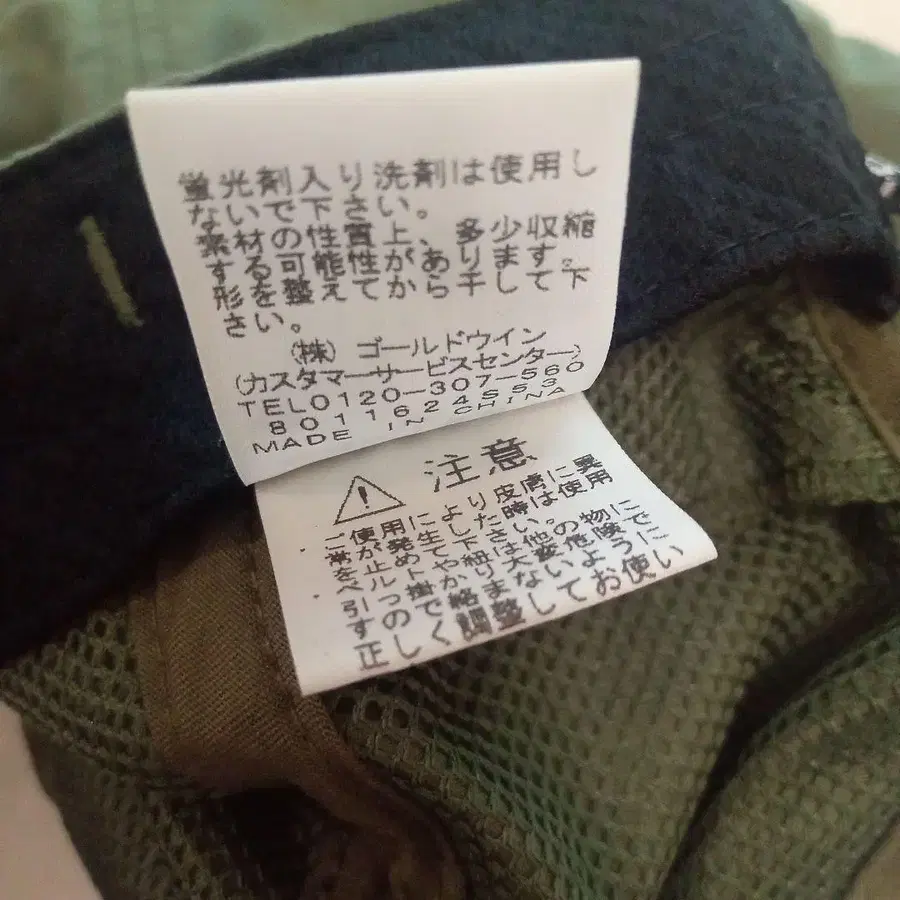 蛍光剤入り洗剤は使用し
ないで下さい。
素材の性質上、多少収縮
する可能性があります。
形を整えてから干して下
さい。
(株) ゴールドウイン
(カスタマーサービスセンター)
TEL0120-307-560
8011624S53
MADE IN CHINA
注意
・ご使用により皮膚に異
常が発生した時は使用
を止めて下さい。
・ベルトや紐は他の物に
引っ掛かり大変危険で
すので絡まないように
正しく調整してお使い